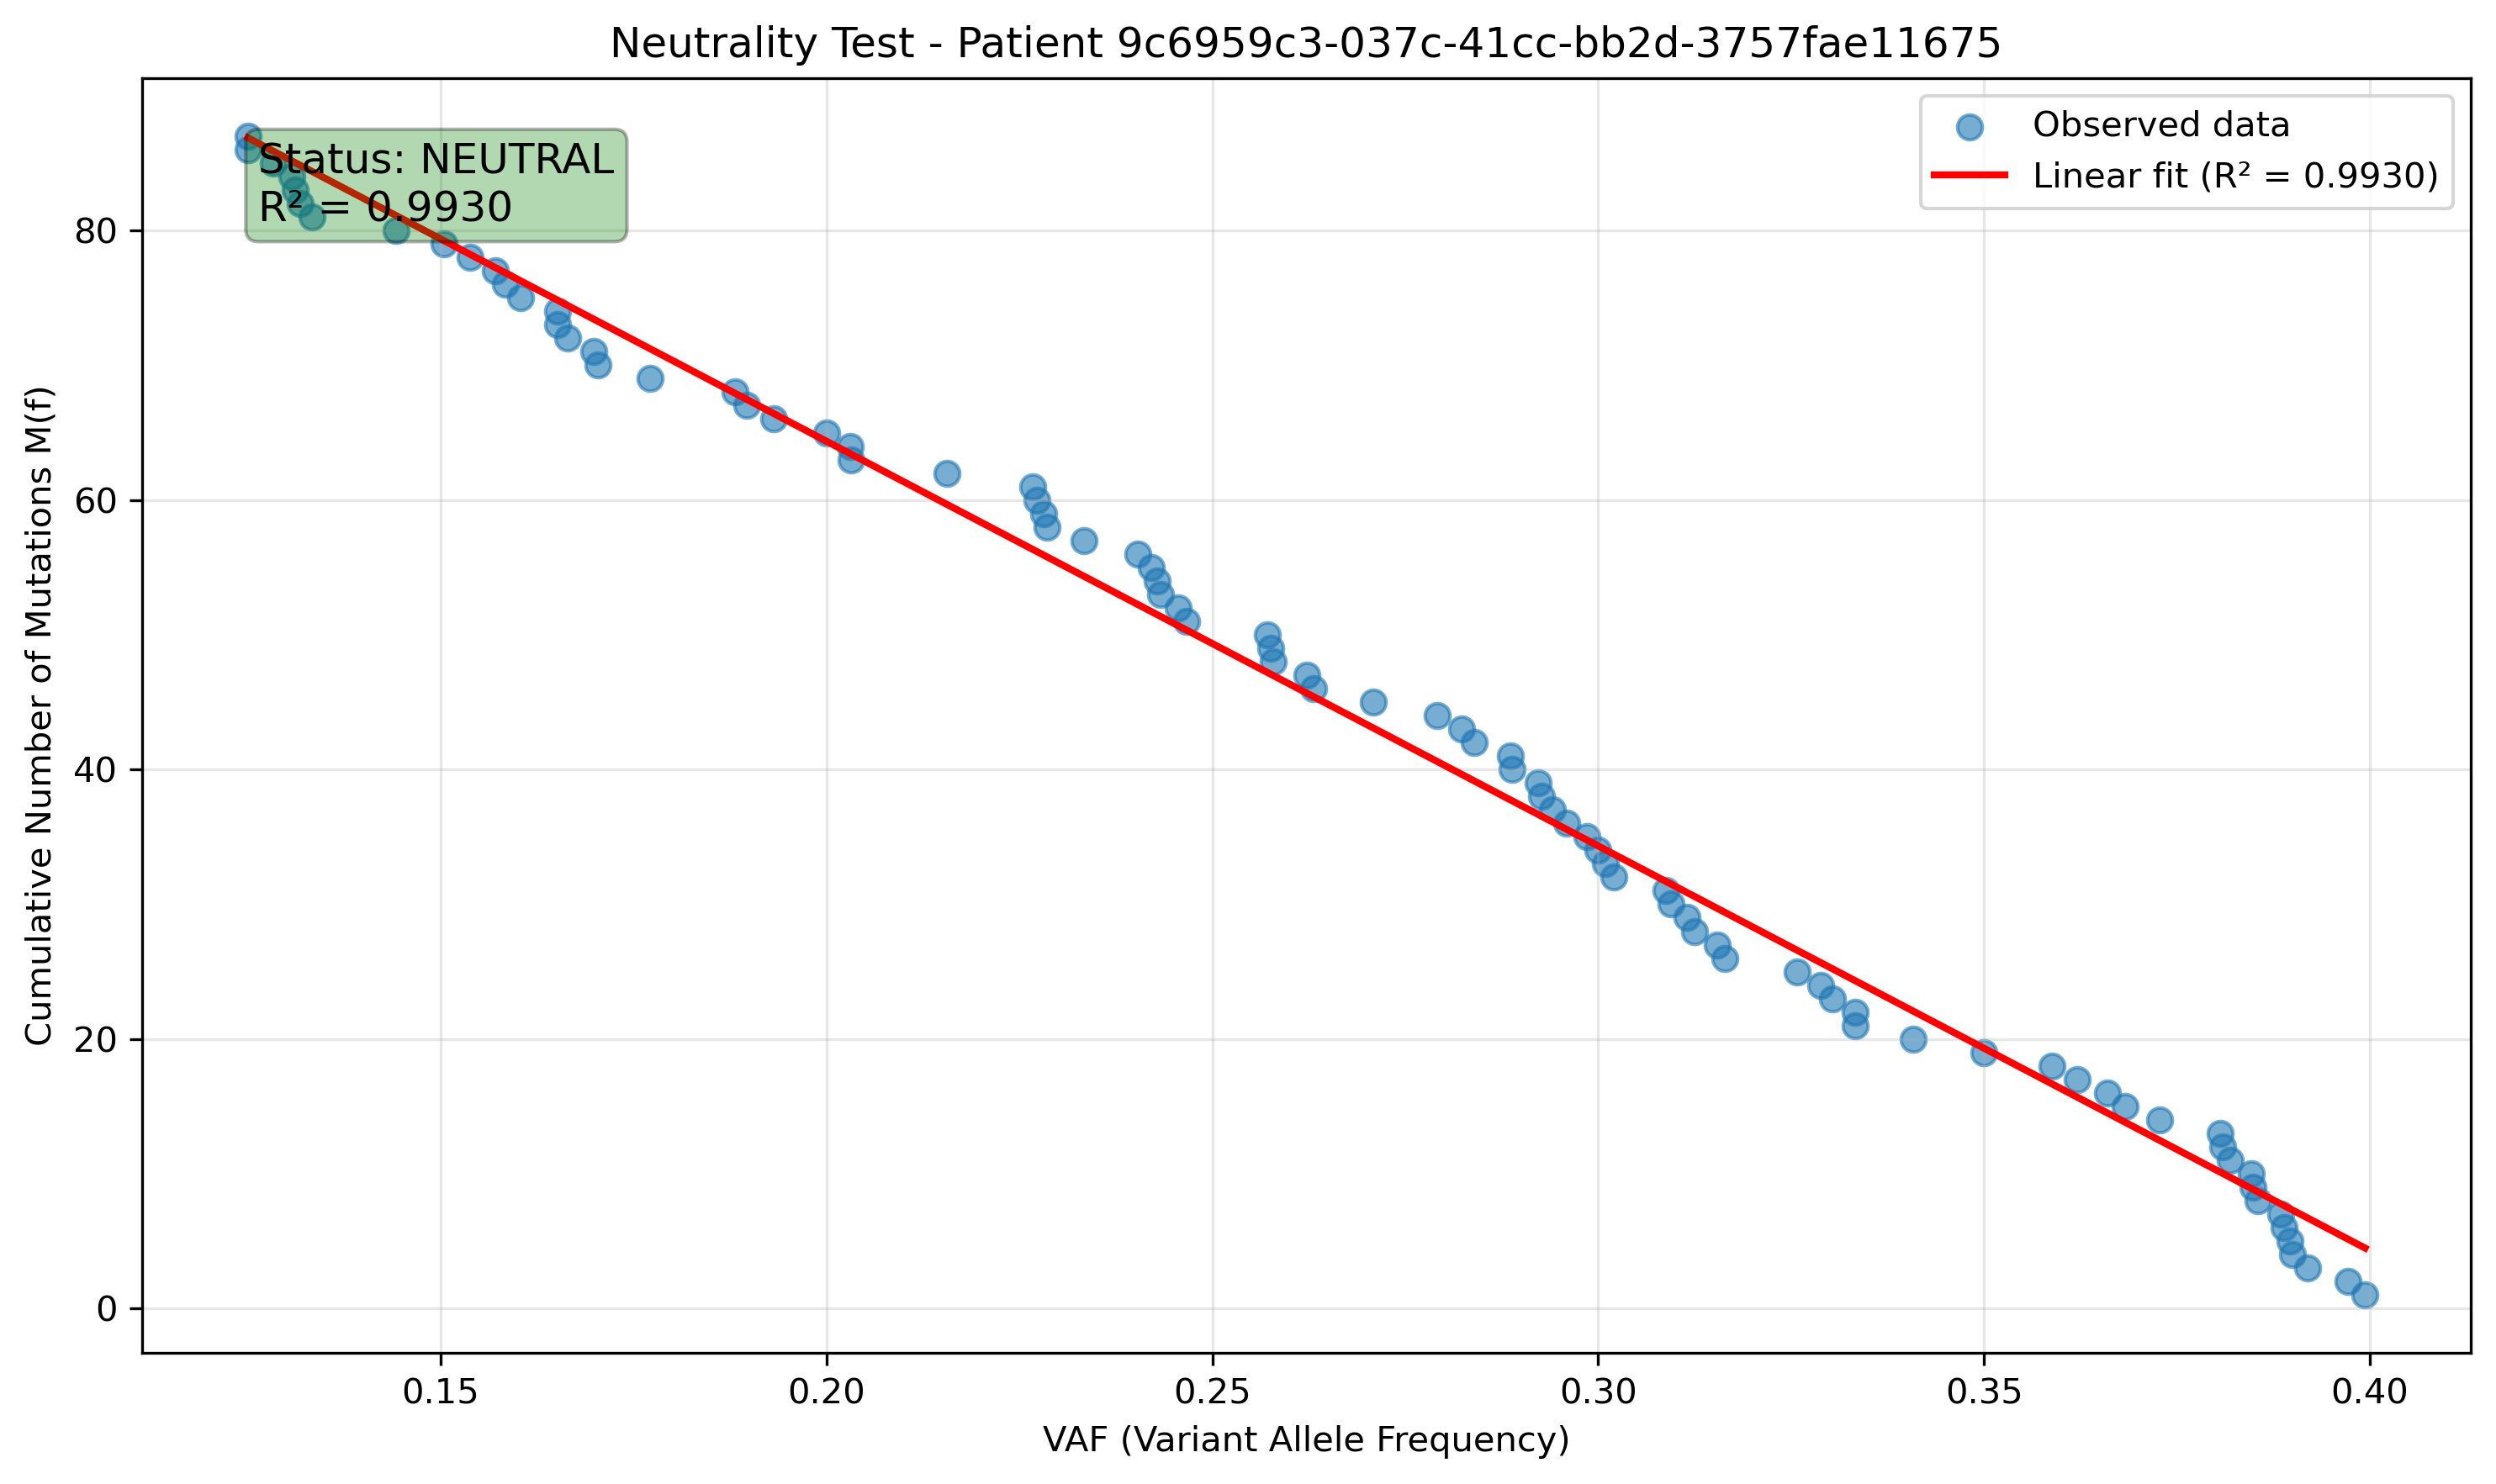 Neutrality Test - Patient 9c6959c3-037c-41cc-bb2d-3757fae11675
Status: NEUTRAL
R² = 0.9930
Observed data
Linear fit (R² = 0.9930)
Cumulative Number of Mutations M(f)
80
60
40
20
0
0.15 0.20 0.25 0.30 0.35 0.40
VAF (Variant Allele Frequency)